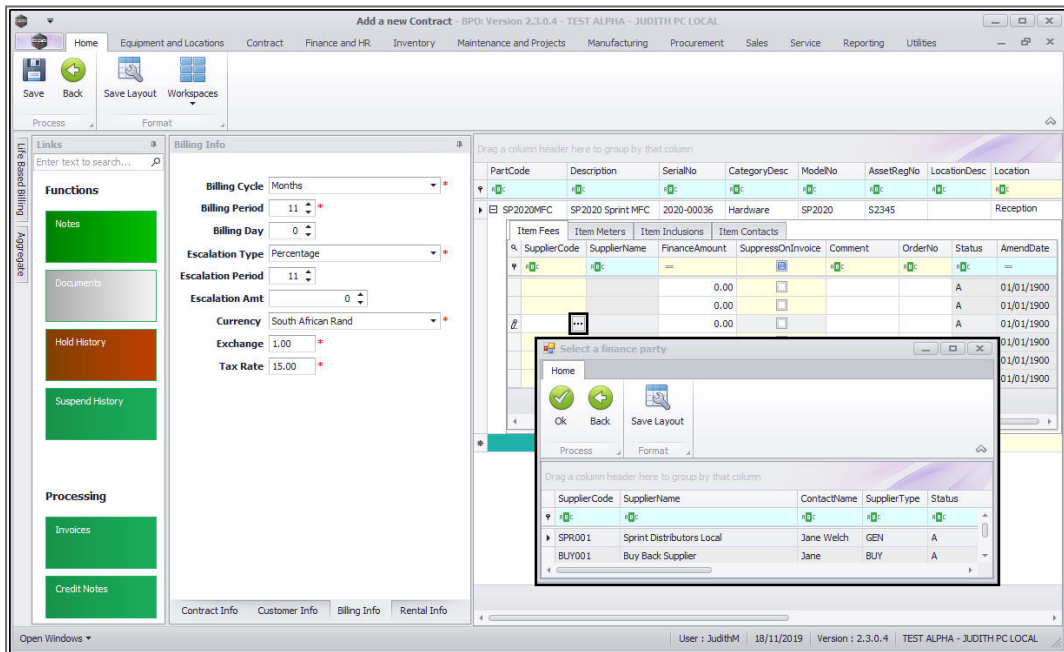 Add a new Contract - BPO: Version 2.3.0.4 - TEST ALPHA - JUDITH PC LOCAL
Home Equipment and Locations Contract Finance and HR Inventory Maintenance and Projects Manufacturing Procurement Sales Service Reporting Utilities
Save Back Save Layout Workspaces
Process Format
Life Based Billing
Aggregate
Links
Enter text to search...
Functions
Notes
Documents
Hold History
Suspend History
Processing
Invoices
Credit Notes
Billing Info
Billing Cycle Months *
Billing Period 11 *
Billing Day 0
Escalation Type Percentage *
Escalation Period 11
Escalation Amt 0
Currency South African Rand *
Exchange 1.00 *
Tax Rate 15.00 *
Contract Info Customer Info Billing Info Rental Info
Drag a column header here to group by that column
PartCode Description SerialNo CategoryDesc ModelNo AssetRegNo LocationDesc Location
SP2020MFC SP2020 Sprint MFC 2020-00036 Hardware SP2020 S2345 Reception
Item Fees Item Meters Item Inclusions Item Contacts
SupplierCode SupplierName FinanceAmount SuppressOnInvoice Comment OrderNo Status AmendDate
=  =
0.00 A 01/01/1900
0.00 A 01/01/1900
... 0.00 A 01/01/1900
01/01/1900
01/01/1900
01/01/1900
Select a finance party
Home
Ok Back Save Layout
Process Format
Drag a column header here to group by that column
SupplierCode SupplierName ContactName SupplierType Status
SPR001 Sprint Distributors Local Jane Welch GEN A
BUY001 Buy Back Supplier Jane BUY A
Open Windows User : JudithM 18/11/2019 Version : 2.3.0.4 TEST ALPHA - JUDITH PC LOCAL